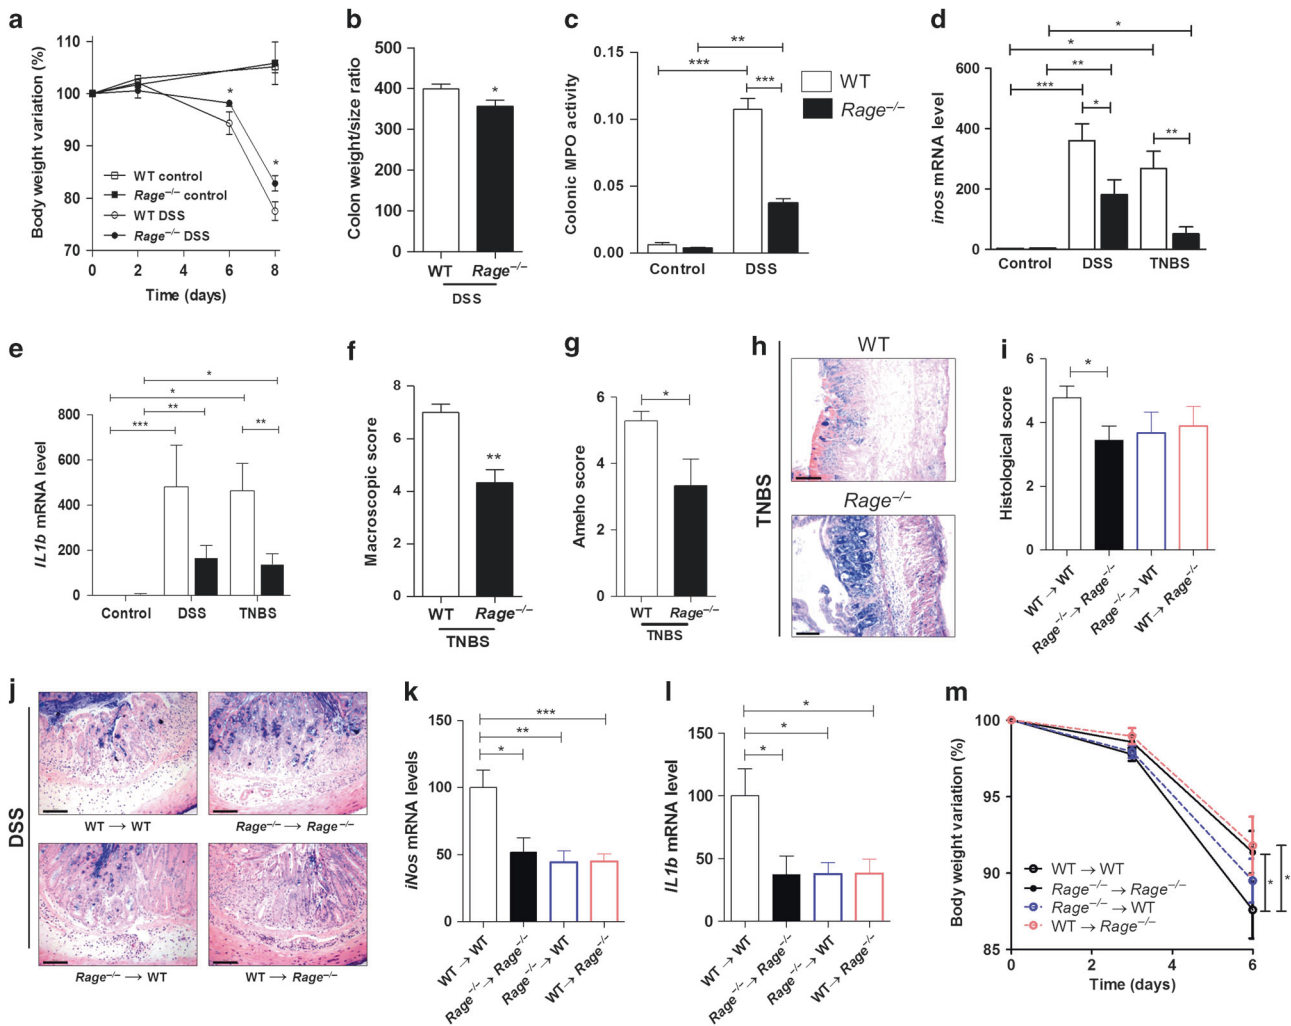 a
110
100
90
80
70
Body weight variation (%)
WT control
Rage−/− control
WT DSS
Rage−/− DSS
*
*
0 2 4 6 8
Time (days)
b
500
400
300
200
100
0
Colon weight/size ratio
*
WT Rage−/−
DSS
c
0.15
0.10
0.05
0.00
Colonic MPO activity
**
***
***
Control DSS
WT
Rage−/−
d
600
400
200
0
inos mRNA level
*
*
**
***
*
**
Control DSS TNBS
e
800
600
400
200
0
IL1b mRNA level
*
*
**
***
**
Control DSS TNBS
f
8
6
4
2
0
Macroscopic score
**
WT Rage−/−
TNBS
g
6
4
2
0
Ameho score
*
WT Rage−/−
TNBS
h
WT
Rage−/−
TNBS
i
6
4
2
0
Histological score
*
WT → WT
Rage−/− → Rage−/−
Rage−/− → WT
WT → Rage−/−
j
DSS
WT → WT
Rage−/− → Rage−/−
Rage−/− → WT
WT → Rage−/−
k
150
100
50
0
iNos mRNA levels
***
**
*
WT → WT
Rage−/− → Rage−/−
Rage−/− → WT
WT → Rage−/−
l
150
100
50
0
IL1b mRNA level
*
*
*
WT → WT
Rage−/− → Rage−/−
Rage−/− → WT
WT → Rage−/−
m
100
95
90
85
Body weight variation (%)
WT → WT
Rage−/− → Rage−/−
Rage−/− → WT
WT → Rage−/−
*
*
0 2 4 6
Time (days)